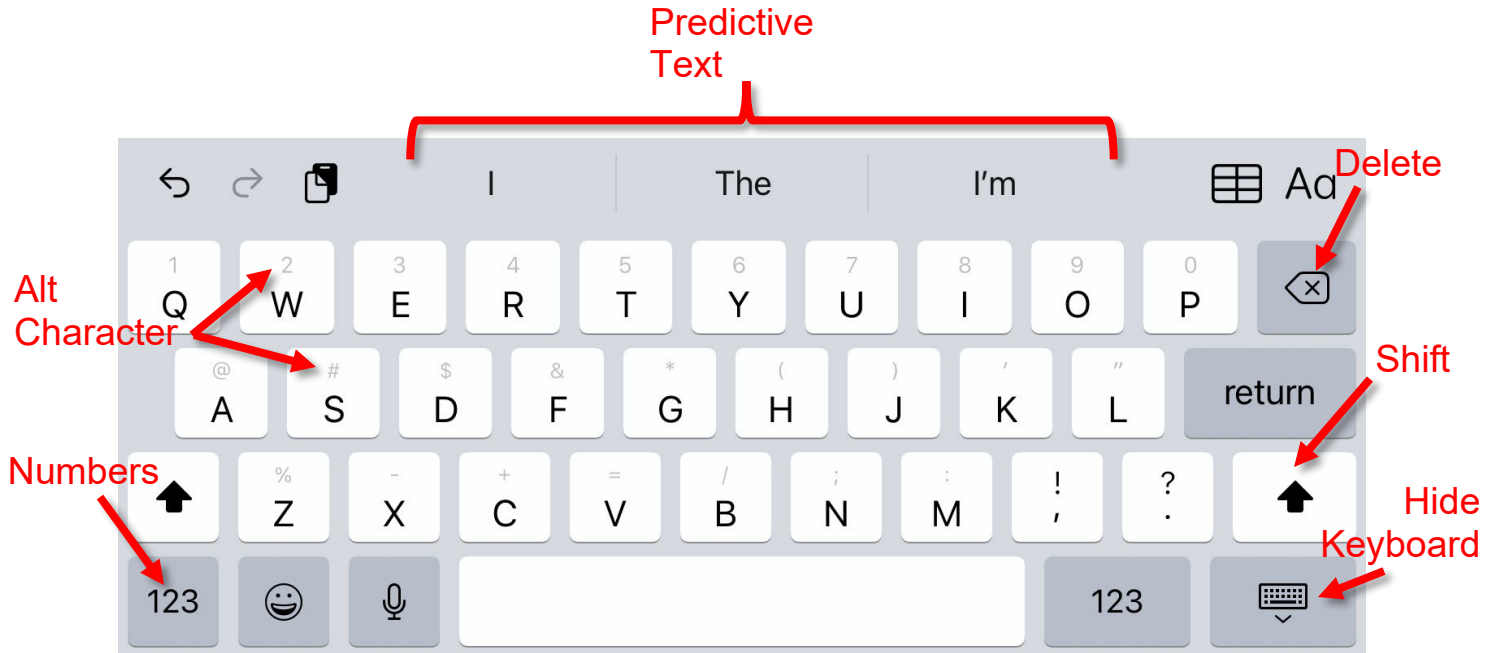 Predictive
Text
I The I'm Aa Delete
1 2 3 4 5 6 7 8 9 0
Alt
Character
Q W E R T Y U I O P
@ # $ & * ( ) ' "
Shift
A S D F G H J K L return
Numbers
% - + = / ; : ! ?
Z X C V B N M , .
Hide
Keyboard
123 123